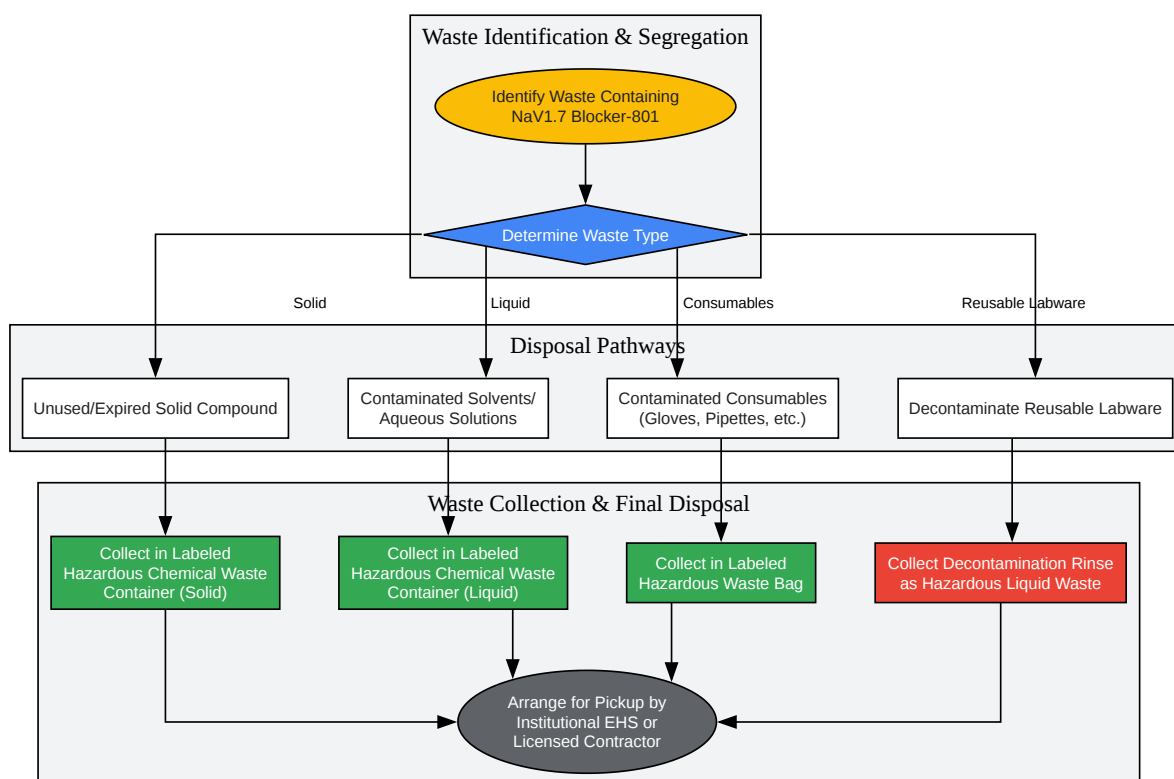 Waste Identification & Segregation
Identify Waste Containing
NaV1.7 Blocker-801
Determine Waste Type
Solid
Liquid
Consumables
Reusable Labware
Disposal Pathways
Unused/Expired Solid Compound
Contaminated Solvents/
Aqueous Solutions
Contaminated Consumables
(Gloves, Pipettes, etc.)
Decontaminate Reusable Labware
Waste Collection & Final Disposal
Collect in Labeled
Hazardous Chemical Waste
Container (Solid)
Collect in Labeled
Hazardous Chemical Waste
Container (Liquid)
Collect in Labeled
Hazardous Waste Bag
Collect Decontamination Rinse
as Hazardous Liquid Waste
Arrange for Pickup by
Institutional EHS or
Licensed Contractor